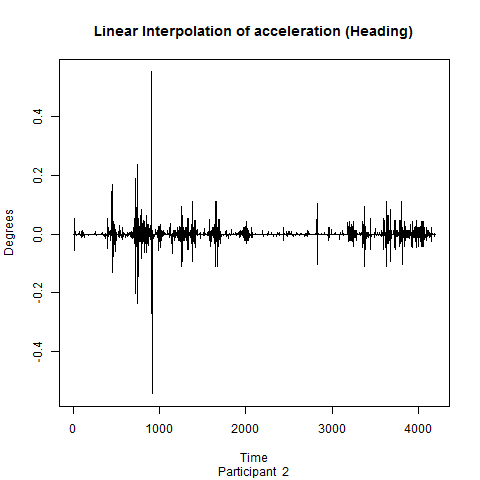 Linear Interpolation of acceleration (Heading)
Degrees
0.4
0.2
0.0
-0.2
-0.4
0 1000 2000 3000 4000
Time
Participant 2